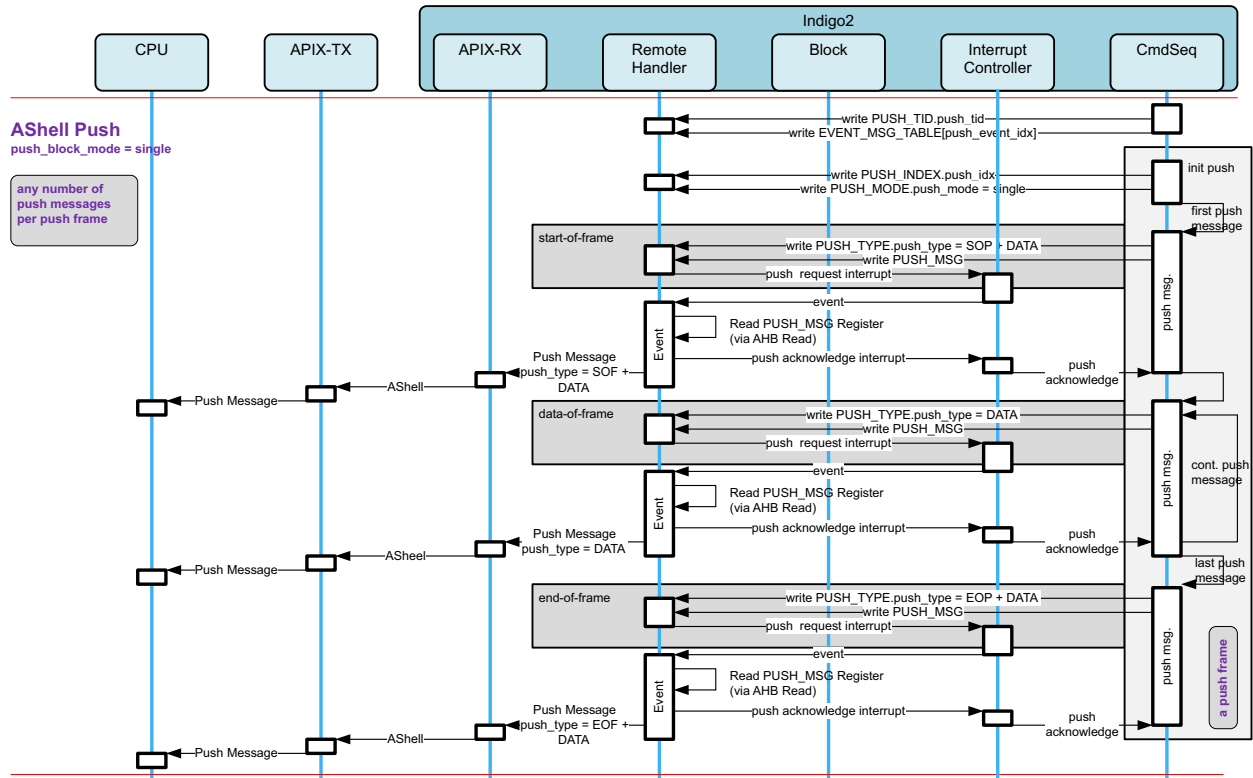 Indigo2
CPU
APIX-TX
APIX-RX
Remote
Handler
Block
Interrupt
Controller
CmdSeq
AShell Push
push_block_mode = single
any number of
push messages
per push frame
write PUSH_TID.push_tid
write EVENT_MSG_TABLE[push_event_idx]
init push
write PUSH_INDEX.push_idx
write PUSH_MODE.push_mode = single
first push
message
start-of-frame
write PUSH_TYPE.push_type = SOP + DATA
write PUSH_MSG
push request interrupt
push msg.
event
Event
Read PUSH_MSG Register
(via AHB Read)
push acknowledge interrupt
push
acknowledge
Push Message
push_type = SOF +
DATA
AShell
Push Message
data-of-frame
write PUSH_TYPE.push_type = DATA
write PUSH_MSG
push request interrupt
push msg.
cont. push
message
event
Event
Read PUSH_MSG Register
(via AHB Read)
push acknowledge interrupt
push
acknowledge
Push Message
push_type = DATA
ASheel
Push Message
last push
message
end-of-frame
write PUSH_TYPE.push_type = EOP + DATA
write PUSH_MSG
push request interrupt
push msg.
a push frame
event
Event
Read PUSH_MSG Register
(via AHB Read)
push acknowledge interrupt
push
acknowledge
Push Message
push_type = EOF +
DATA
AShell
Push Message